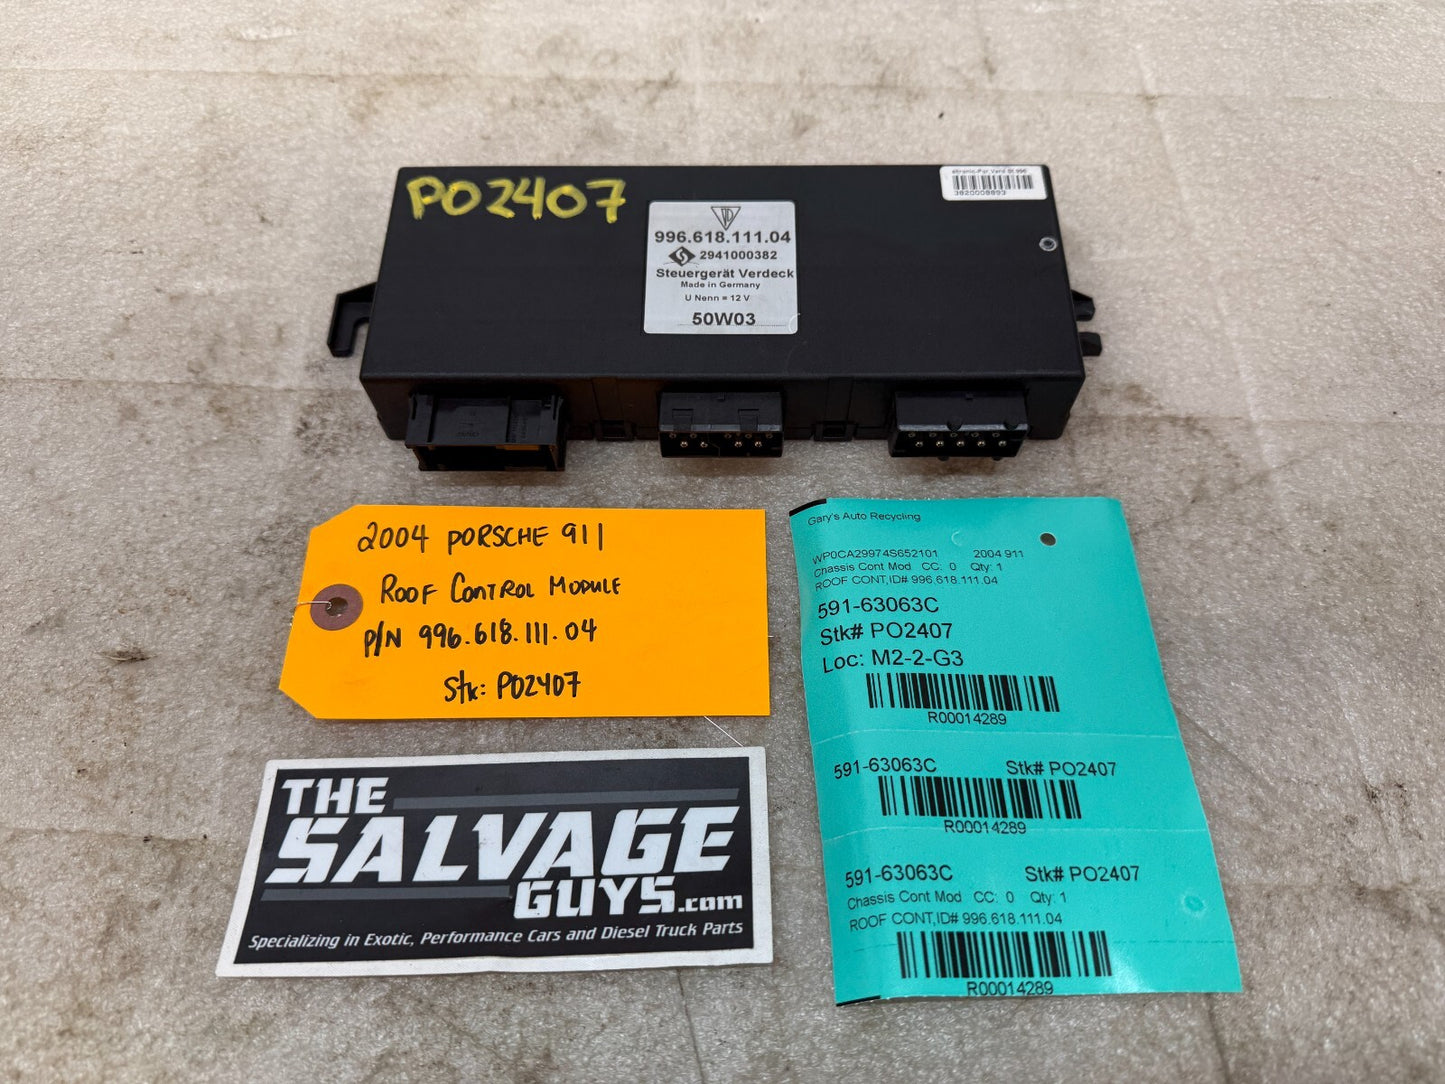 PO2407
996.618.111.04
2941000382
Steuergerät Verdeck
Made in Germany
U Nenn = 12 V
50W03
3820008893
2004 PORSCHE 911
ROOF CONTROL MODULE
P/N 996.618.111.04
Stk: PO2407
THE
SALVAGE
GUYS.com
Specializing in Exotic, Performance Cars and Diesel Truck Parts
Gary's Auto Recycling
WP0CA29974S652101 2004 911
Chassis Cont Mod CC: 0 Qty: 1
ROOF CONT,ID# 996,618.111.04
591-63063C
Stk# PO2407
Loc: M2-2-G3
R00014289
591-63063C Stk# PO2407
R00014289
591-63063C Stk# PO2407
Chassis Cont Mod CC: 0 Qty: 1
ROOF CONT,ID# 996,618.111.04
R00014289